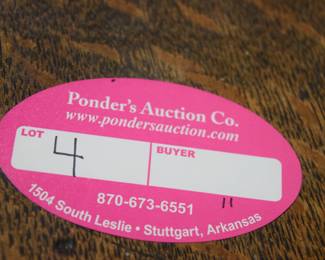 Ponder's Auction Co.
www.pondersauction.com
LOT
4
BUYER
870-673-6551
"
1504 South Leslie • Stuttgart, Arkansas